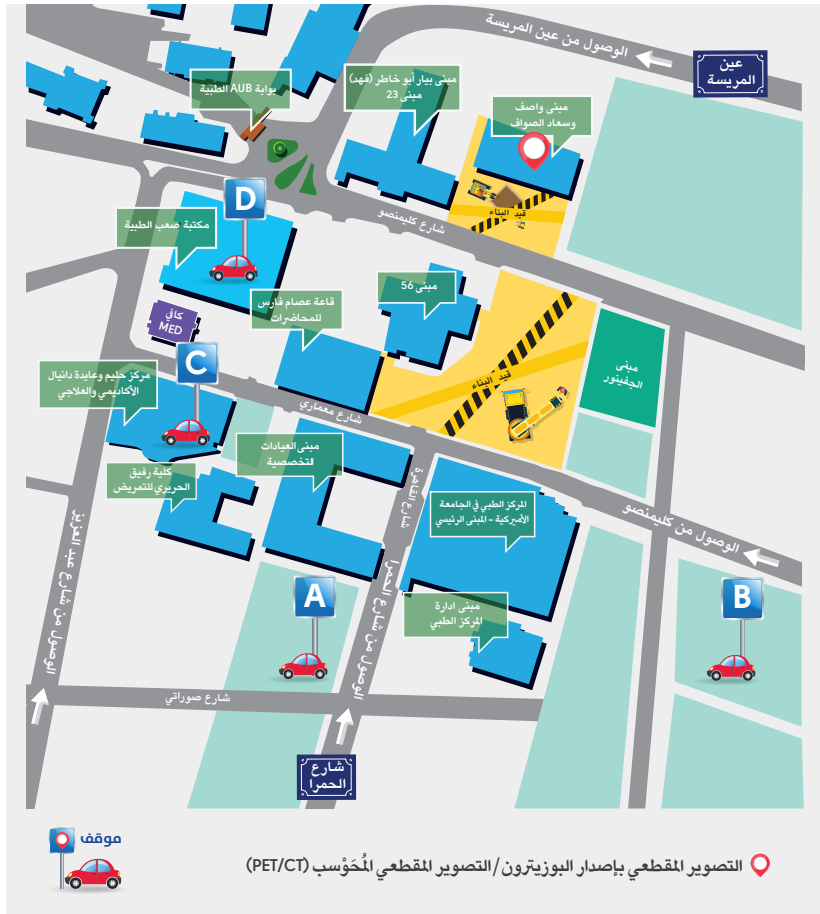 الوصول من عين المريسة
عين
المريسة
بوابة AUB الطبية
مبنى بيار أبو خاطر (فهد)
مبنى 23
مبنى واصف
وسعاد الصواف
قيد البناء
شارع كليمنصو
D
مكتبة صعب الطبية
كافي
MED
قاعة عصام فارس
للمحاضرات
مبنى 56
قيد البناء
مبنى
الجفينور
C
مركز حليم وعايدة دانيال
الأكاديمي والعلاجي
شارع معماري
مبنى العيادات
التخصصية
كلية رفيق
الحريري للتمريض
شارع القاهرة
المركز الطبي في الجامعة
الأميركية - المبنى الرئيسي
الوصول من كليمنصو
الوصول من شارع عبد العزيز
الوصول من شارع الحمرا
A
B
مبنى ادارة
المركز الطبي
شارع صوراتي
شارع
الحمرا
موقف
التصوير المقطعي بإصدار البوزيترون/التصوير المقطعي المُحَوْسب (PET/CT)